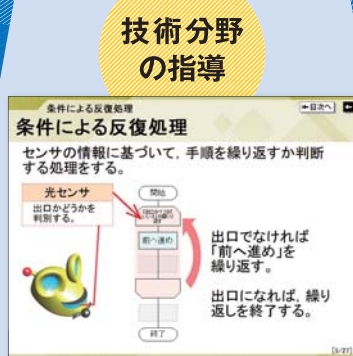 技術分野
の指導
条件による反復処理
目次へ
条件による反復処理
センサの情報に基づいて，手順を繰り返すか判断
する処理をする。
光センサ
出口かどうかを
判別する。
開始
前へ進め
出口でなければ
「前へ進め」を
繰り返す。
出口になれば，繰り
返しを終了する。
終了